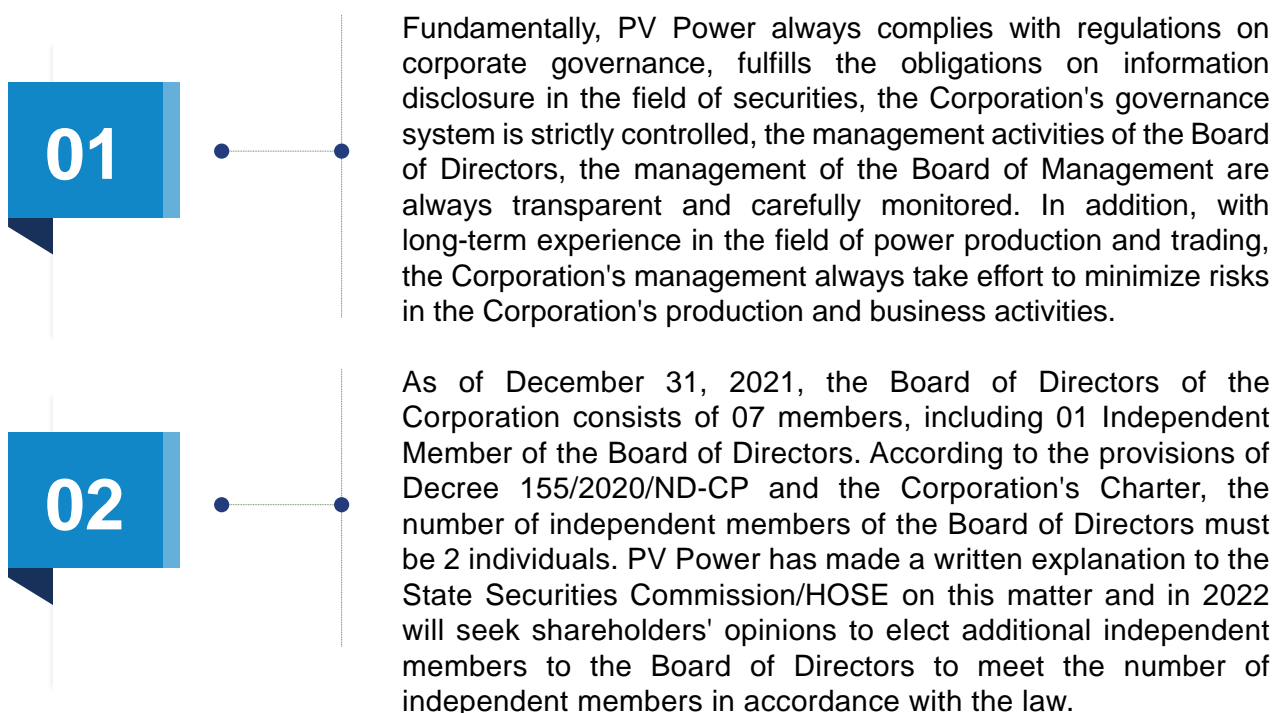 01
Fundamentally, PV Power always complies with regulations on
corporate governance, fulfills the obligations on information
disclosure in the field of securities, the Corporation's governance
system is strictly controlled, the management activities of the Board
of Directors, the management of the Board of Management are
always transparent and carefully monitored. In addition, with
long-term experience in the field of power production and trading,
the Corporation's management always take effort to minimize risks
in the Corporation's production and business activities.
02
As of December 31, 2021, the Board of Directors of the
Corporation consists of 07 members, including 01 Independent
Member of the Board of Directors. According to the provisions of
Decree 155/2020/ND-CP and the Corporation's Charter, the
number of independent members of the Board of Directors must
be 2 individuals. PV Power has made a written explanation to the
State Securities Commission/HOSE on this matter and in 2022
will seek shareholders' opinions to elect additional independent
members to the Board of Directors to meet the number of
independent members in accordance with the law.